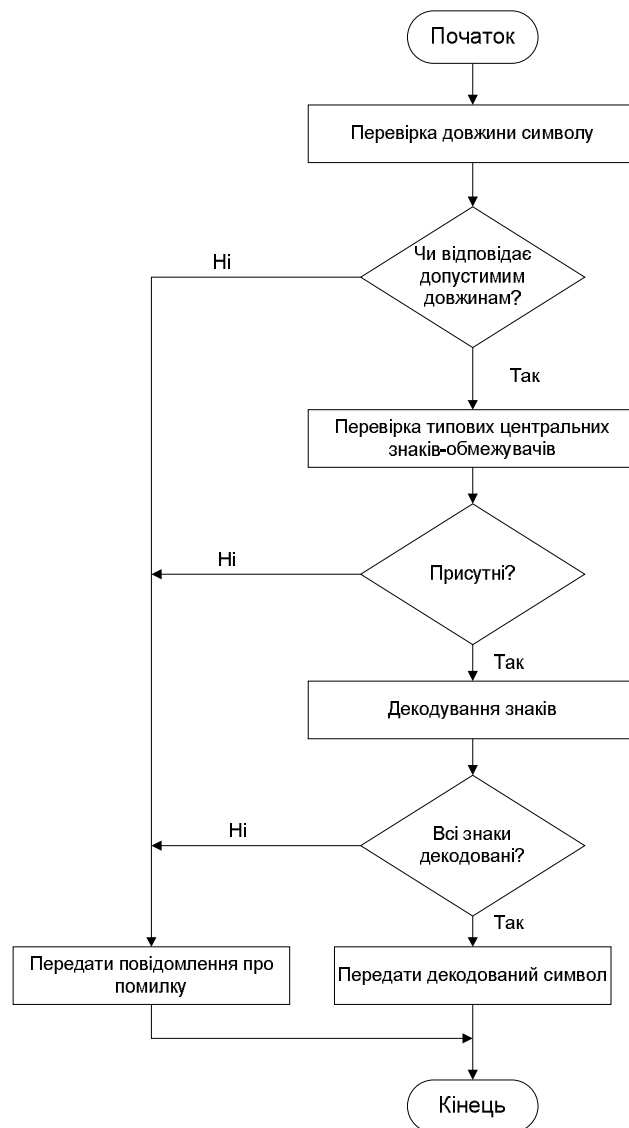 Початок
Перевірка довжини символу
Чи відповідає
допустимим
довжинам?
Ні
Так
Перевірка типових центральних
знаків-обмежувачів
Присутні?
Ні
Так
Декодування знаків
Всі знаки
декодовані?
Ні
Так
Передати повідомлення про
помилку
Передати декодований символ
Кінець